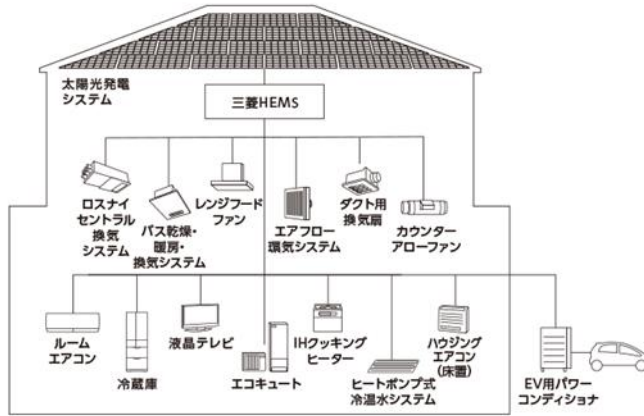 太陽光発電
システム
三菱HEMS
ロスナイ
セントラル
換気
システム
バス乾燥・
暖房・
換気システム
レンジフード
ファン
エアフロー
環気システム
ダクト用
換気扇
カウンター
アローファン
ルーム
エアコン
冷蔵庫
液晶テレビ
エコキュート
IHクッキング
ヒーター
ヒートポンプ式
冷温水システム
ハウジング
エアコン
(床置)
EV用パワー
コンディショナ